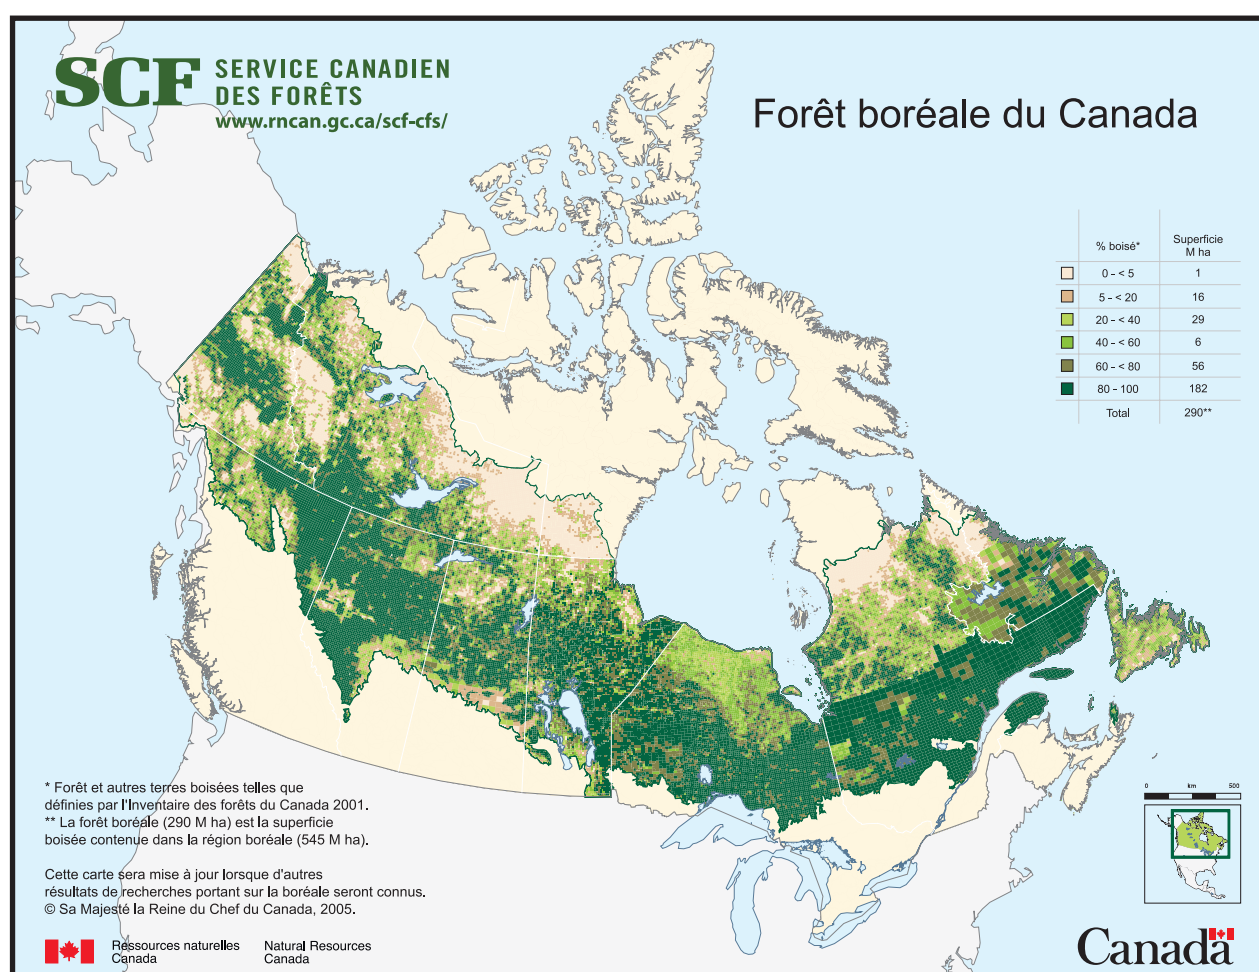 SCF SERVICE CANADIEN
DES FORÊTS
www.rncan.gc.ca/scf-cfs/
Forêt boréale du Canada
% boisé* Superficie
M ha
0 - < 5 1
5 - < 20 16
20 - < 40 29
40 - < 60 6
60 - < 80 56
80 - 100 182
Total 290**
* Forêt et autres terres boisées telles que
définies par l'Inventaire des forêts du Canada 2001.
** La forêt boréale (290 M ha) est la superficie
boisée contenue dans la région boréale (545 M ha).
Cette carte sera mise à jour lorsque d'autres
résultats de recherches portant sur la boréale seront connus.
© Sa Majesté la Reine du Chef du Canada, 2005.
0 km 500
Ressources naturelles Natural Resources
Canada Canada
Canada